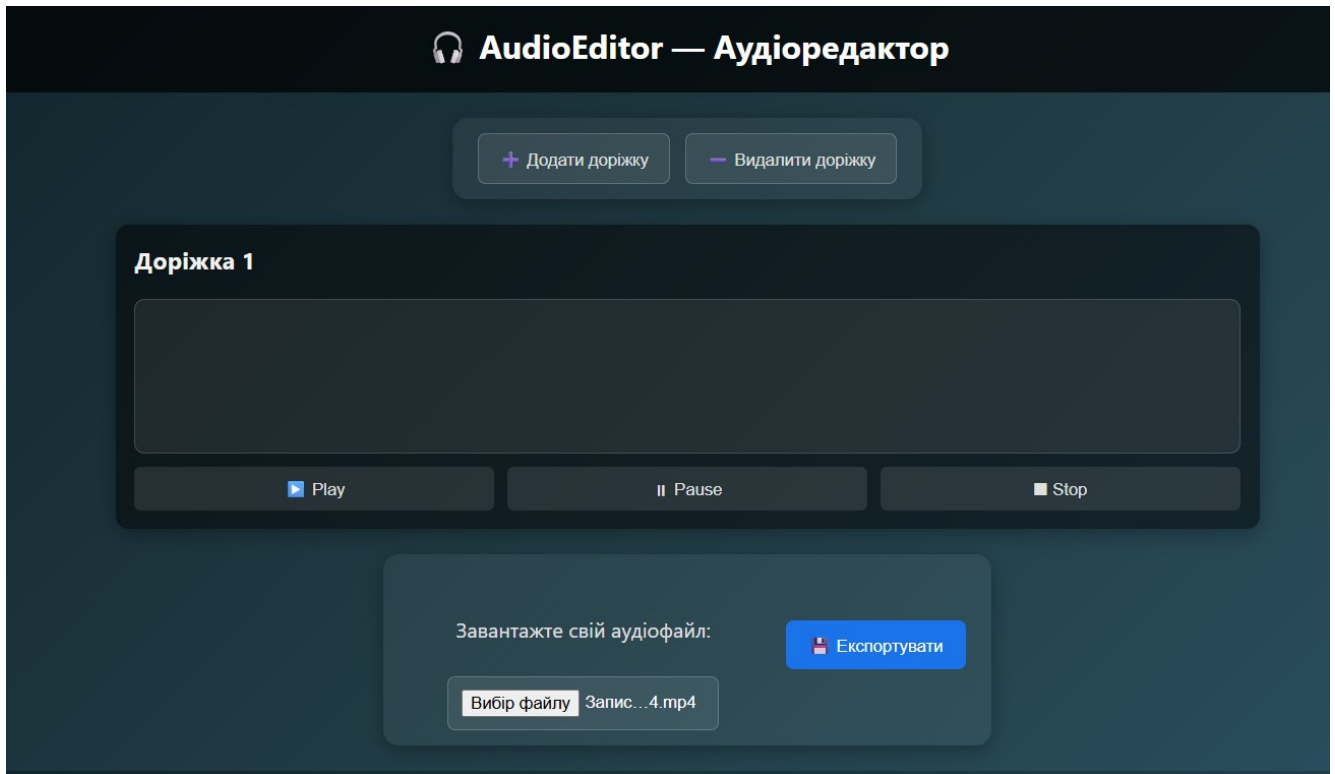 🎧 AudioEditor — Аудіоредактор
➕ Додати доріжку
➖ Видалити доріжку
Доріжка 1
▶️ Play
⏸ Pause
⏹ Stop
Завантажте свій аудіофайл:
💾 Експортувати
Вибір файлу Запис...4.mp4